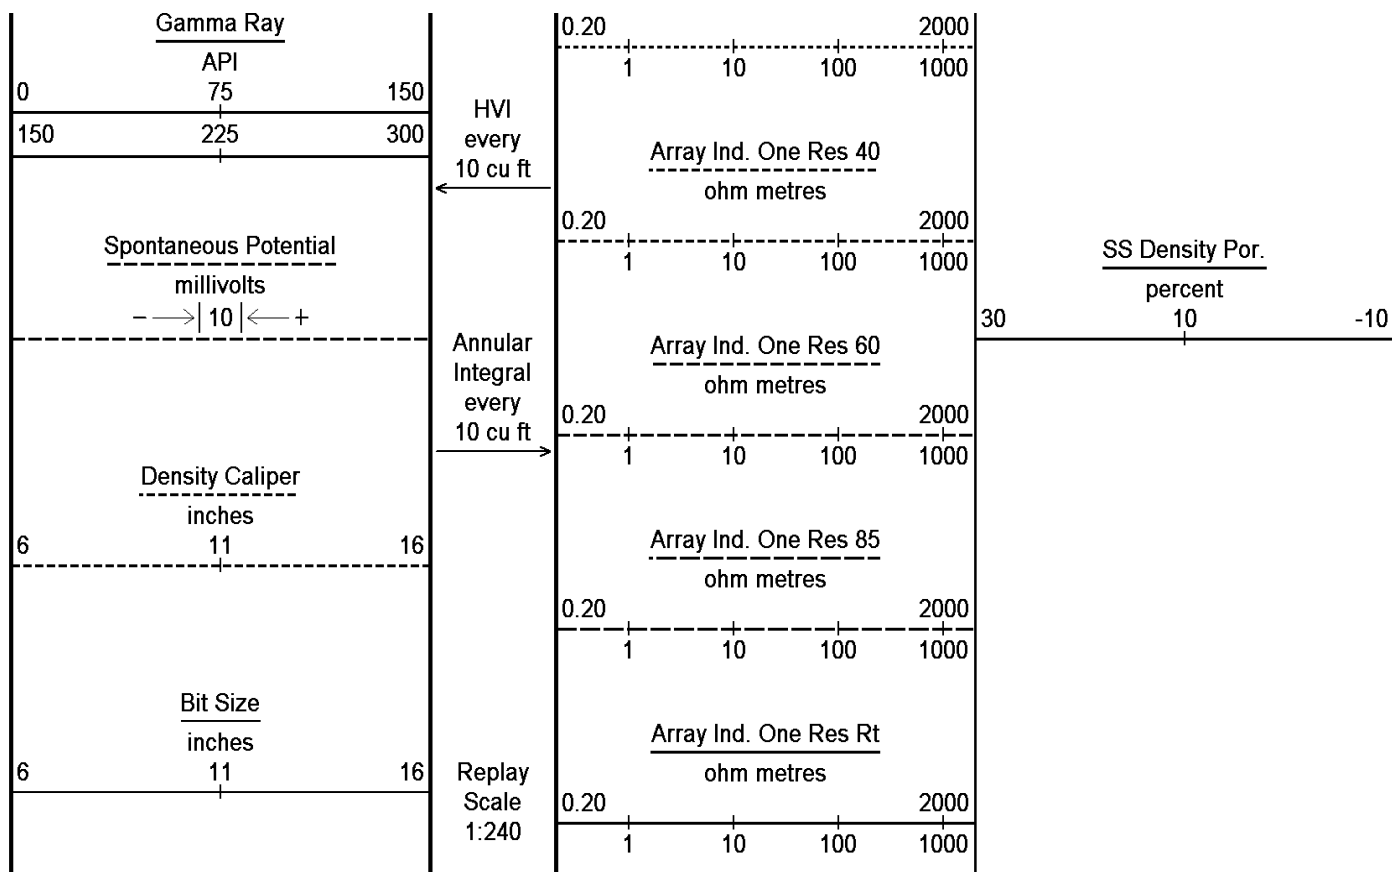 Gamma Ray
API
0 75 150
150 225 300
Spontaneous Potential
millivolts
− 10 +
Density Caliper
inches
6 11 16
Bit Size
inches
6 11 16
HVI
every
10 cu ft
Annular
Integral
every
10 cu ft
Replay
Scale
1:240
0.20 2000
1 10 100 1000
Array Ind. One Res 40
ohm metres
0.20 2000
1 10 100 1000
Array Ind. One Res 60
ohm metres
0.20 2000
1 10 100 1000
Array Ind. One Res 85
ohm metres
0.20 2000
1 10 100 1000
Array Ind. One Res Rt
ohm metres
0.20 2000
1 10 100 1000
SS Density Por.
percent
30 10 -10